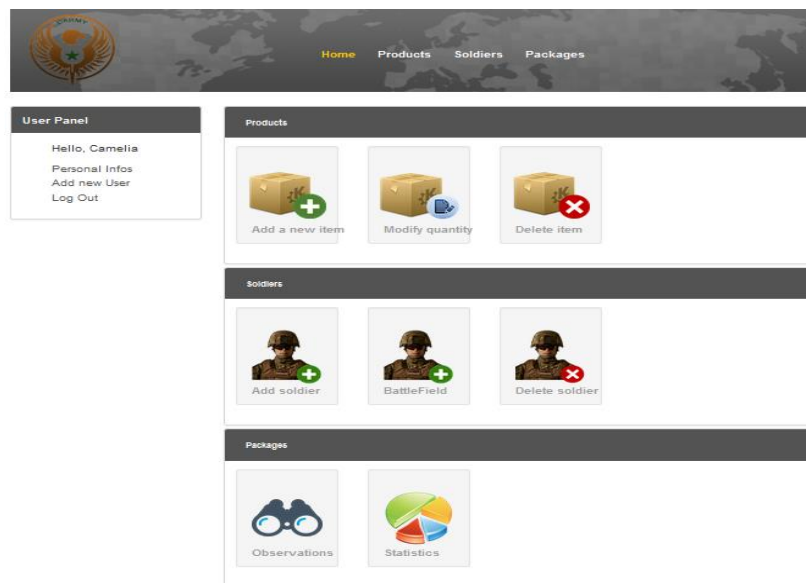 Home Products Soldiers Packages
User Panel
Hello, Camelia
Personal Infos
Add new User
Log Out
Products
Add a new item Modify quantity Delete item
Soldiers
Add soldier BattleField Delete soldier
Packages
Observations Statistics